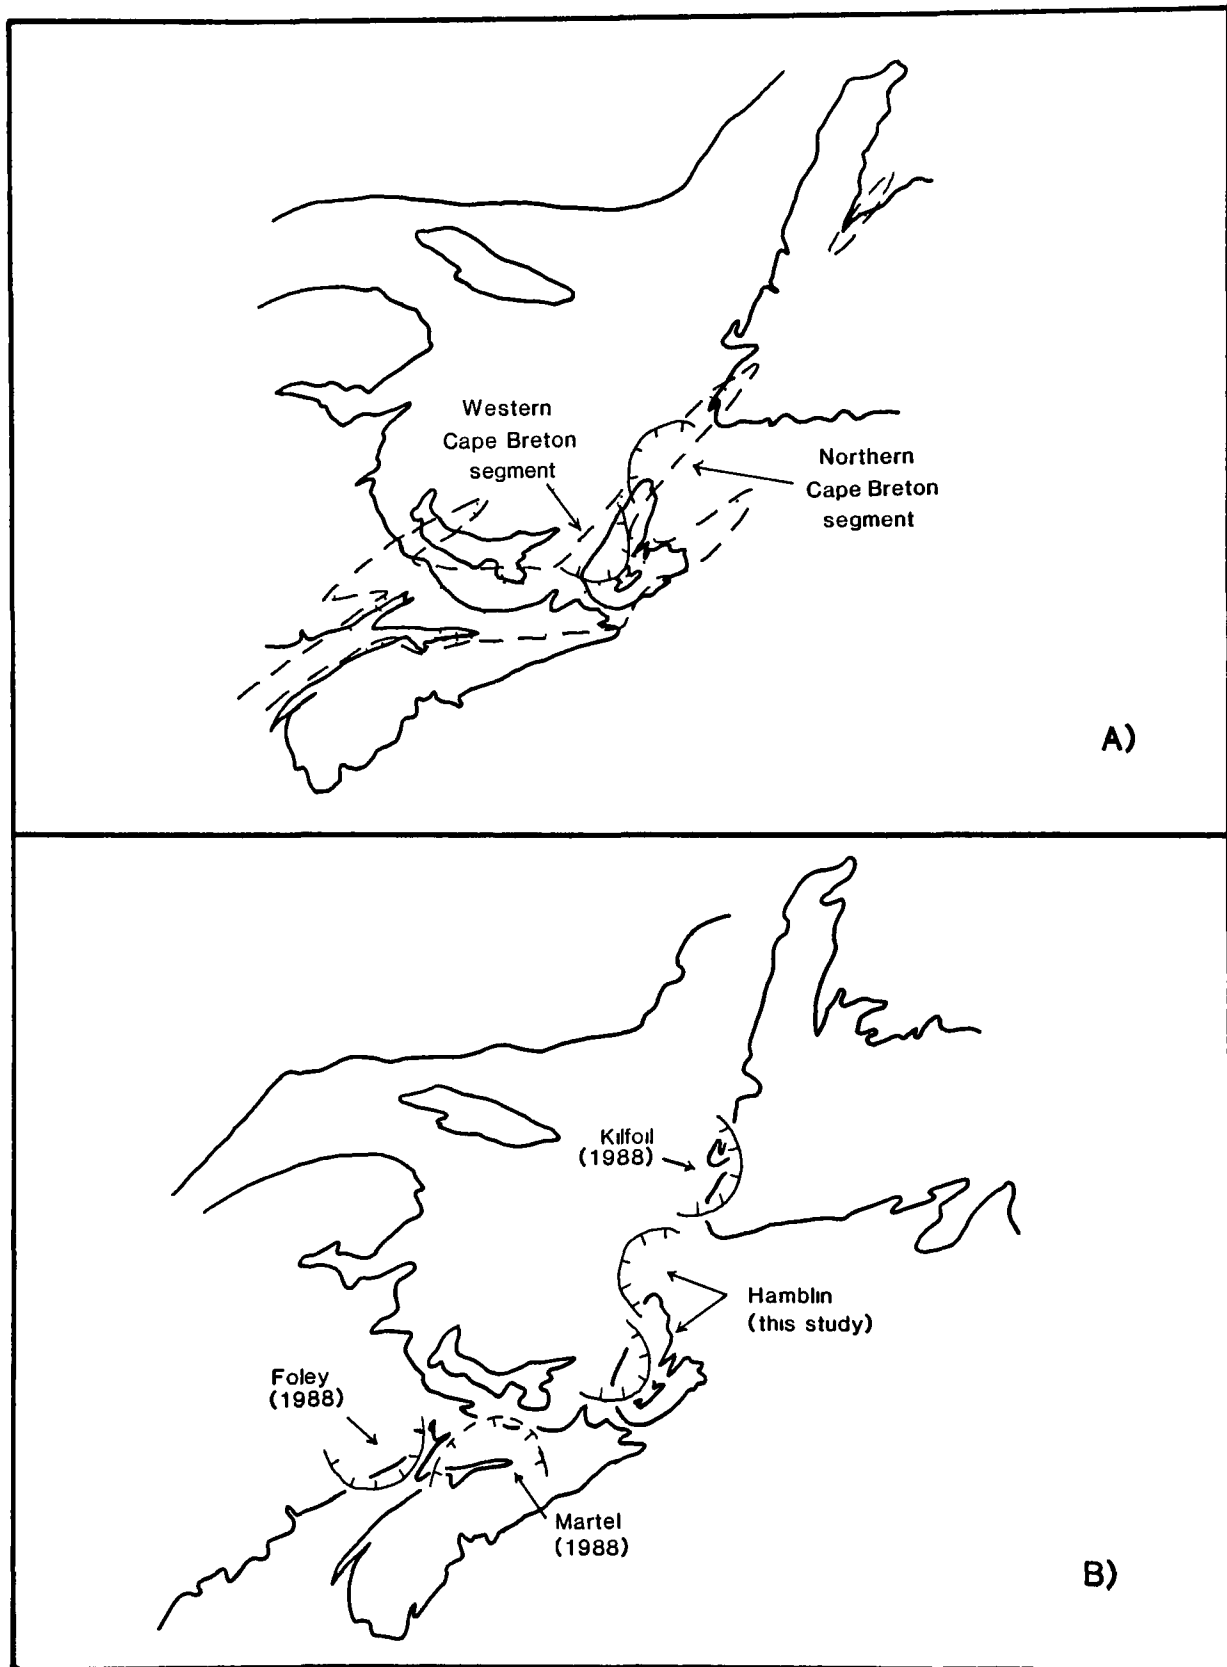 Western
Cape Breton
segment
Northern
Cape Breton
segment
A)
Kilfoil
(1988)
Hamblin
(this study)
Foley
(1988)
Martel
(1988)
B)